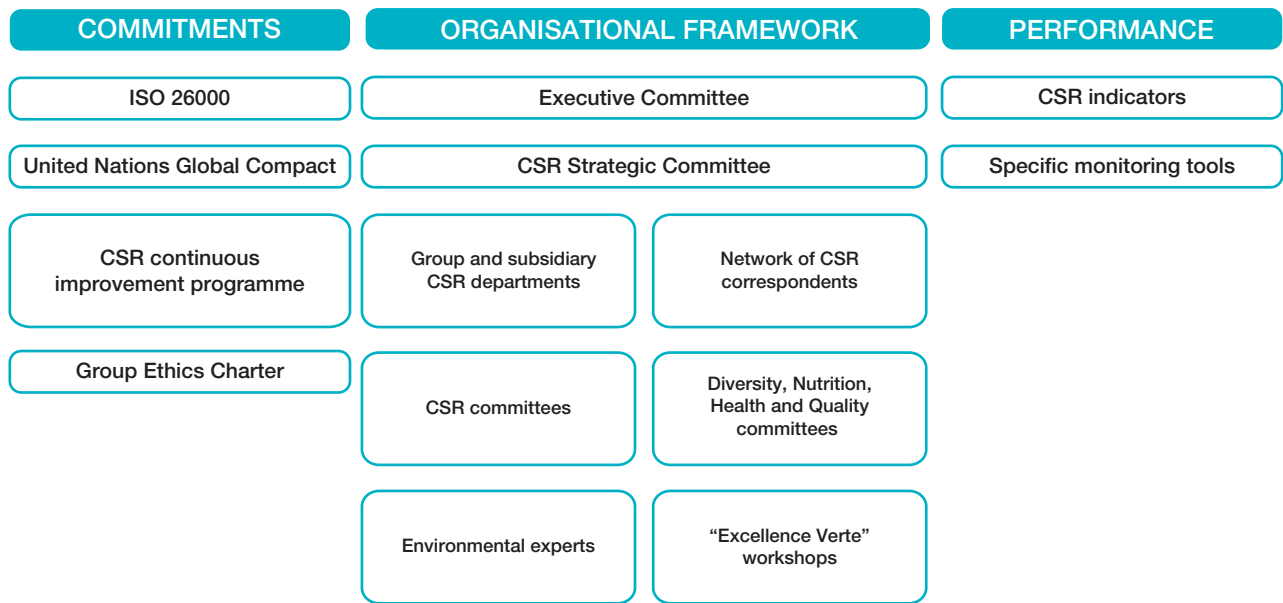 COMMITMENTS
ISO 26000
United Nations Global Compact
CSR continuous
improvement programme
Group Ethics Charter
ORGANISATIONAL FRAMEWORK
Executive Committee
CSR Strategic Committee
Group and subsidiary
CSR departments
Network of CSR
correspondents
CSR committees
Diversity, Nutrition,
Health and Quality
committees
Environmental experts
“Excellence Verte”
workshops
PERFORMANCE
CSR indicators
Specific monitoring tools